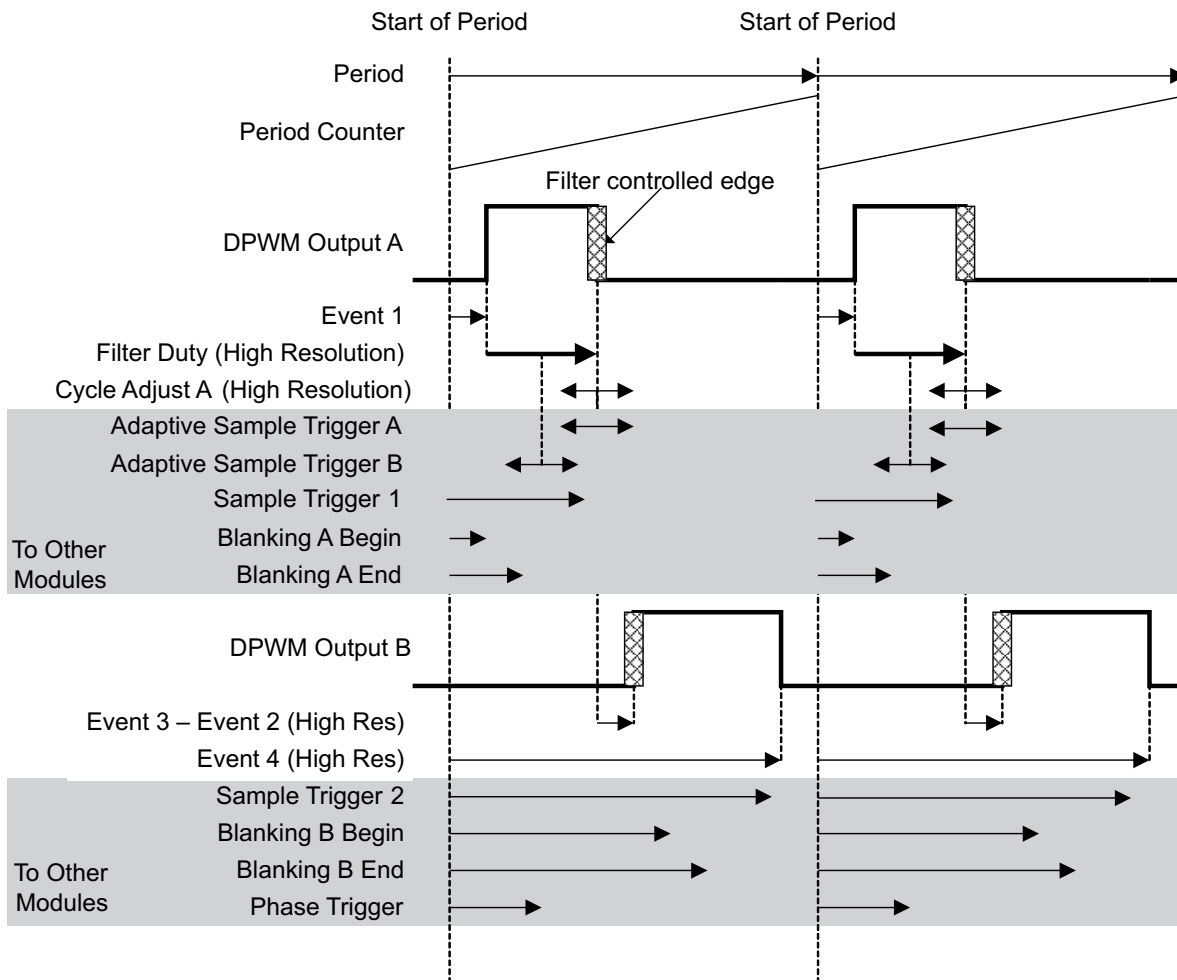 Start of Period
Start of Period
Period
Period Counter
Filter controlled edge
DPWM Output A
Event 1
Filter Duty (High Resolution)
Cycle Adjust A (High Resolution)
Adaptive Sample Trigger A
Adaptive Sample Trigger B
Sample Trigger 1
Blanking A Begin
To Other
Modules
Blanking A End
DPWM Output B
Event 3 – Event 2 (High Res)
Event 4 (High Res)
Sample Trigger 2
Blanking B Begin
Blanking B End
To Other
Modules
Phase Trigger